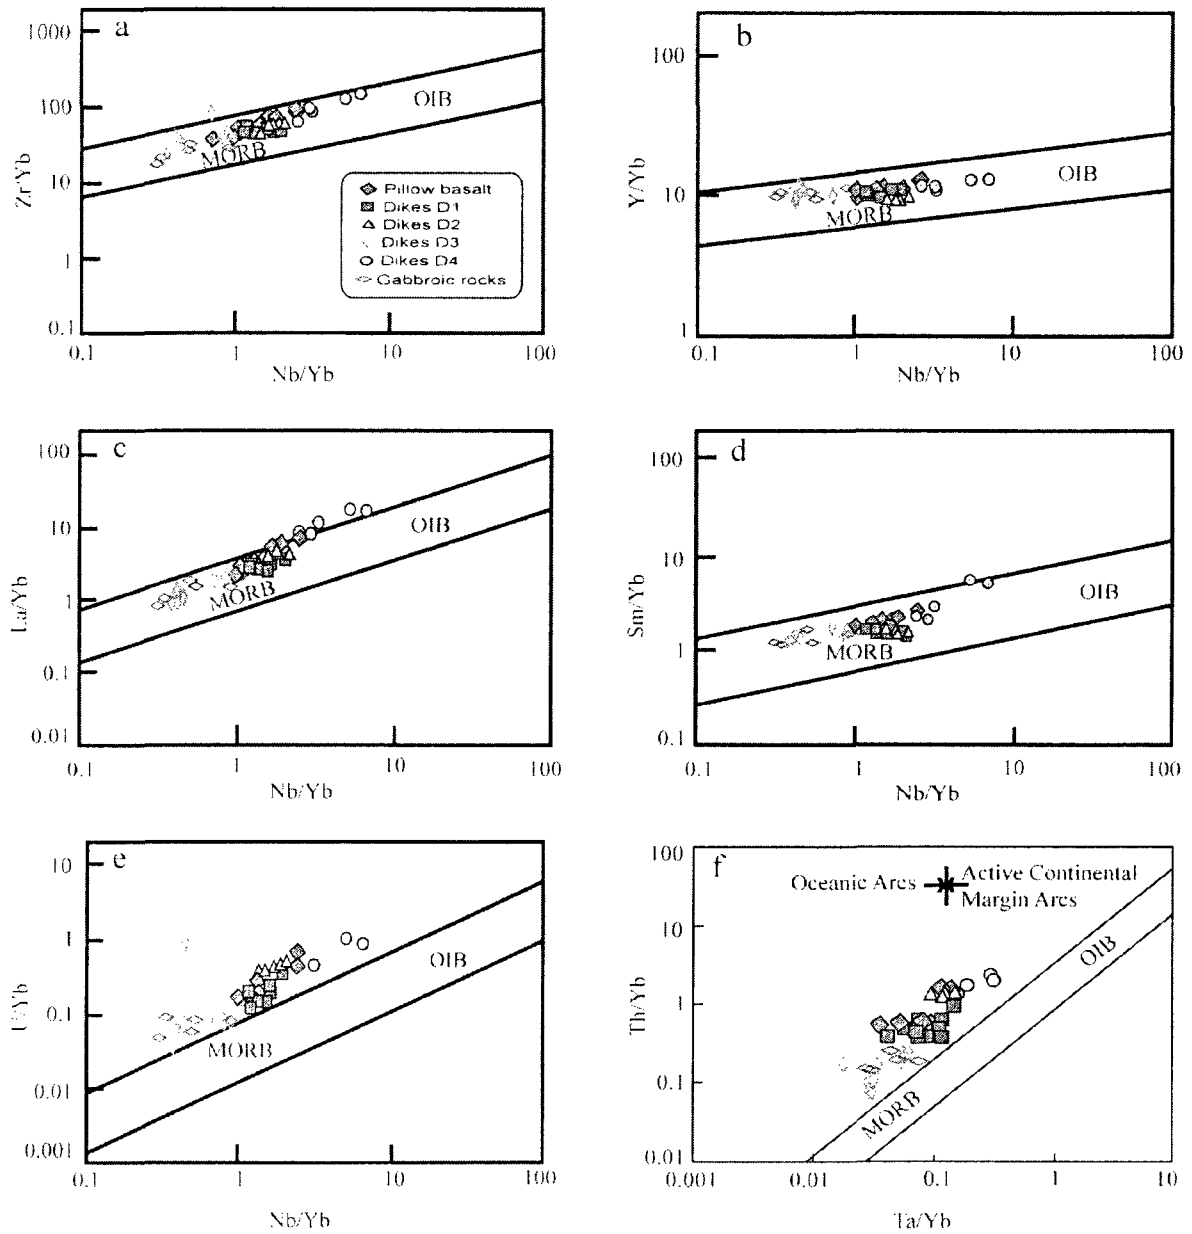 a
1000
100
10
1
0.1
Zr/Yb
OIB
MORB
Pillow basalt
Dikes D1
Dikes D2
Dikes D3
Dikes D4
Gabbroic rocks
0.1
1
10
100
Nb/Yb
b
100
10
1
Y/Yb
OIB
MORB
0.1
1
10
100
Nb/Yb
c
100
10
1
0.1
0.01
La/Yb
OIB
MORB
0.1
1
10
100
Nb/Yb
d
100
10
1
0.1
Sm/Yb
OIB
MORB
0.1
1
10
100
Nb/Yb
e
10
1
0.1
0.01
0.001
U/Yb
OIB
MORB
0.1
1
10
100
Nb/Yb
f
100
10
1
0.1
0.01
Th/Yb
Oceanic Arcs
Active Continental
Margin Arcs
OIB
MORB
0.001
0.01
0.1
1
10
Ta/Yb